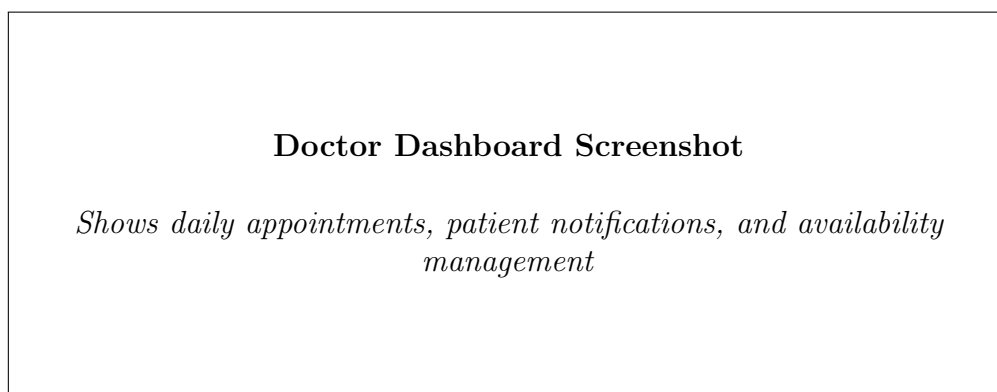 Doctor Dashboard Screenshot
Shows daily appointments, patient notifications, and availability
management